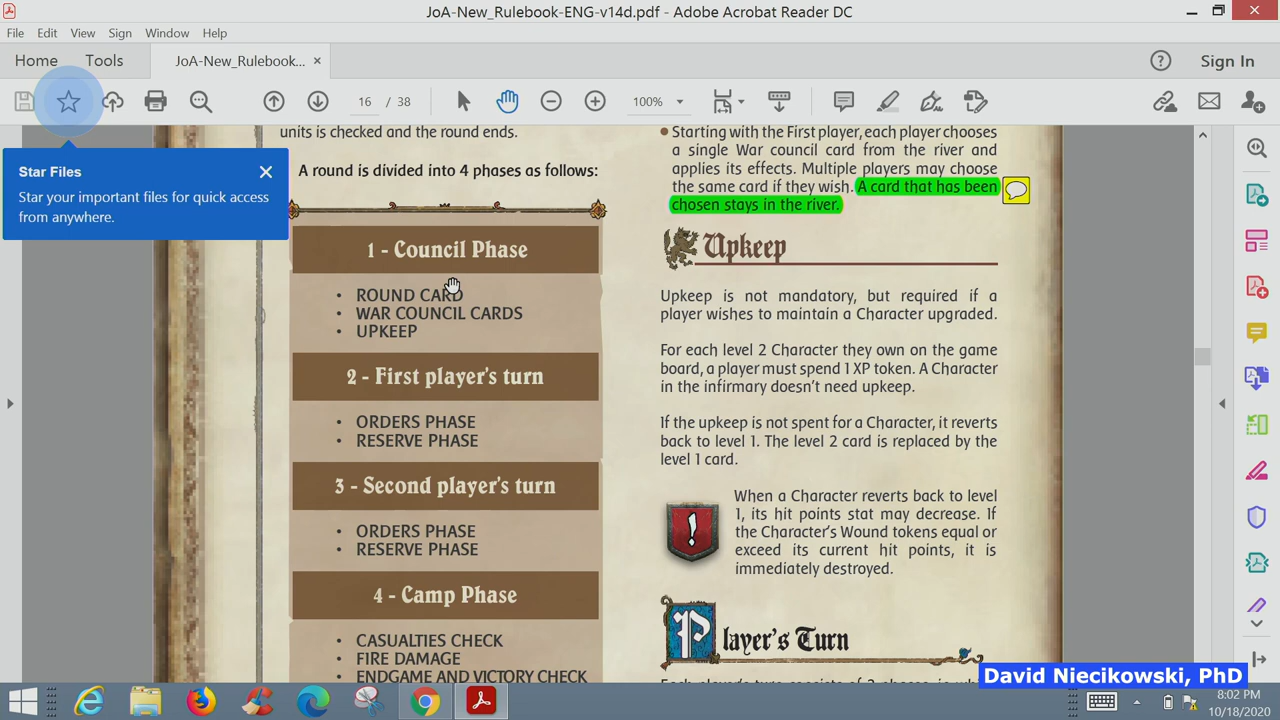 JoA-New_Rulebook-ENG-v14d.pdf - Adobe Acrobat Reader DC
File Edit View Sign Window Help
Home Tools JoA-New_Rulebook... × Sign In
16 / 38 100%
Star Files
Star your important files for quick access
from anywhere.
units is checked and the round ends.
A round is divided into 4 phases as follows:
1 - Council Phase
• ROUND CARD
• WAR COUNCIL CARDS
• UPKEEP
2 - First player's turn
• ORDERS PHASE
• RESERVE PHASE
3 - Second player's turn
• ORDERS PHASE
• RESERVE PHASE
4 - Camp Phase
• CASUALTIES CHECK
• FIRE DAMAGE
• ENDGAME AND VICTORY CHECK
• Starting with the First player, each player chooses
a single War council card from the river and
applies its effects. Multiple players may choose
the same card if they wish. A card that has been
chosen stays in the river.
Upkeep
Upkeep is not mandatory, but required if a
player wishes to maintain a Character upgraded.
For each level 2 Character they own on the game
board, a player must spend 1 XP token. A Character
in the infirmary doesn't need upkeep.
If the upkeep is not spent for a Character, it reverts
back to level 1. The level 2 card is replaced by the
level 1 card.
When a Character reverts back to level
1, its hit points stat may decrease. If
the Character's Wound tokens equal or
exceed its current hit points, it is
immediately destroyed.
Player's Turn
David Niecikowski, PhD
8:02 PM
10/18/2020